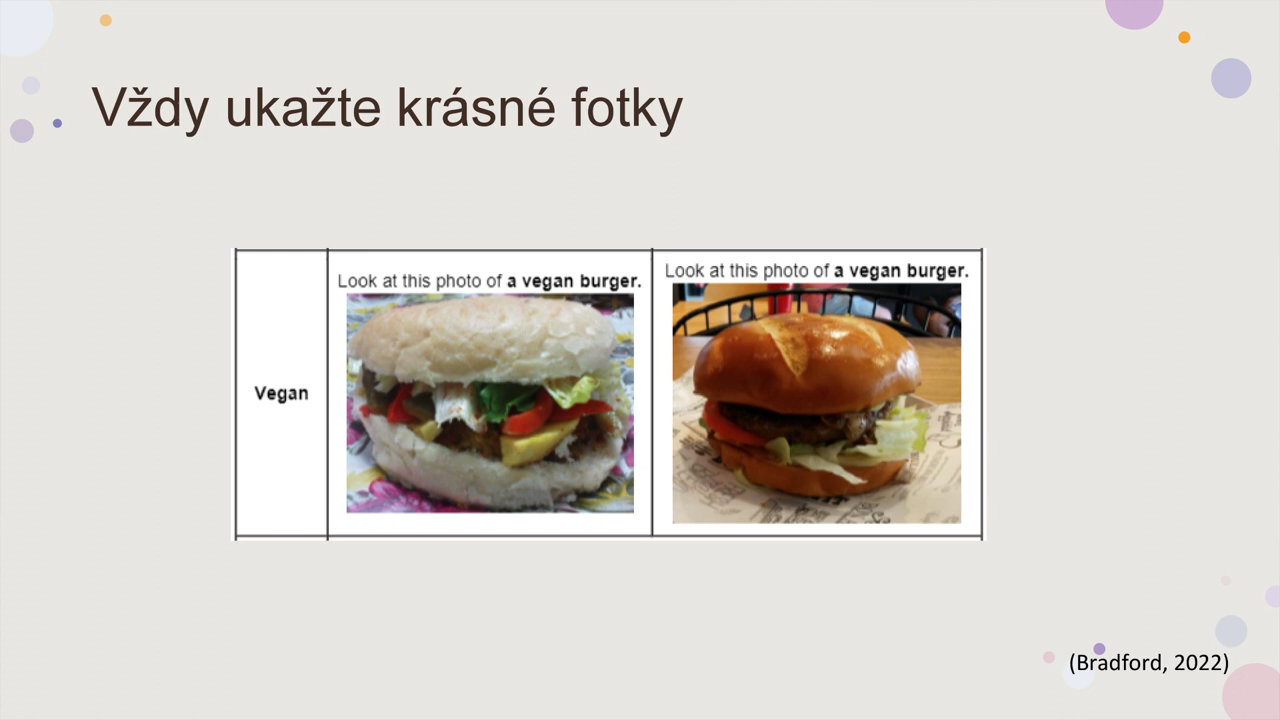 Vždy ukažte krásné fotky
Vegan
Look at this photo of a vegan burger.
Look at this photo of a vegan burger.
(Bradford, 2022)